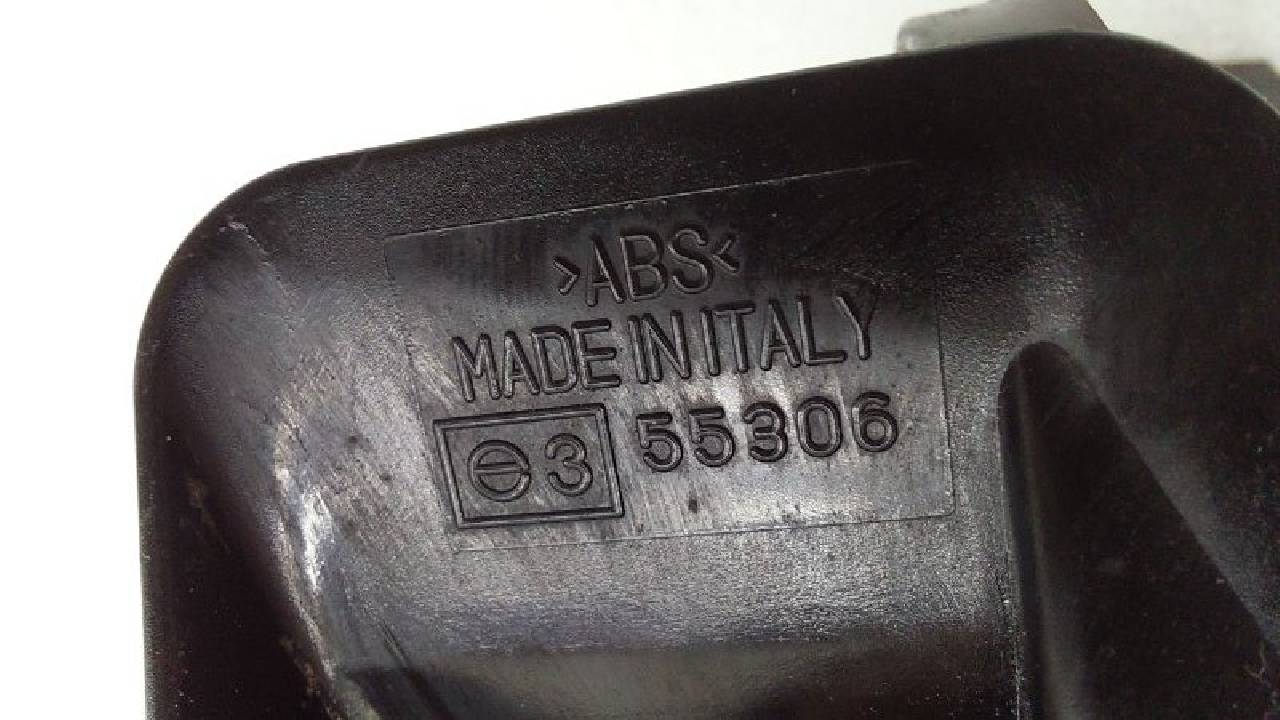 >ABS<
MADE IN ITALY
e3 55306